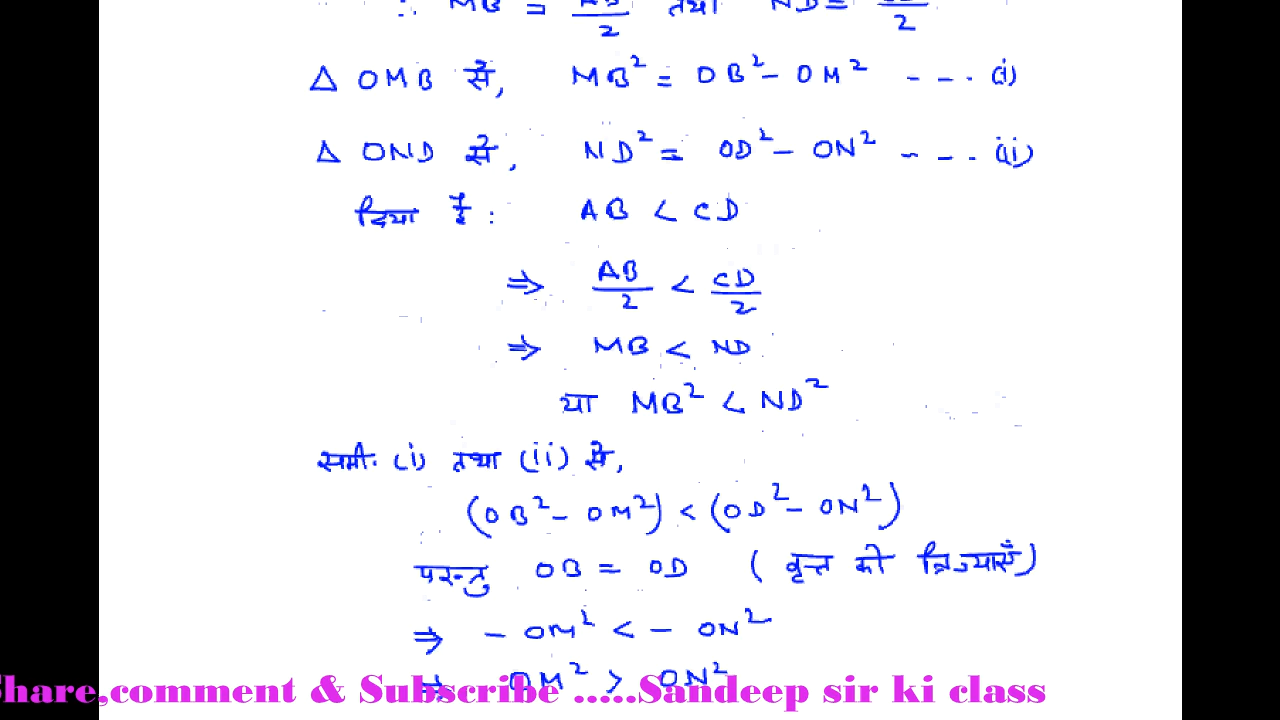 ∴ MB = AB/2 तथा ND = CD/2
Δ OMB से, MB² = OB² - OM² ---- (i)
Δ OND से, ND² = OD² - ON² ---- (ii)
दिया है: AB < CD
⇒ AB/2 < CD/2
⇒ MB < ND
या MB² < ND²
समी॰ (i) तथा (ii) से,
(OB² - OM²) < (OD² - ON²)
परन्तु OB = OD (वृत्त की त्रिज्याएँ)
⇒ - OM² < - ON²
⇒ OM² > ON²
Share,comment & Subscribe .....Sandeep sir ki class